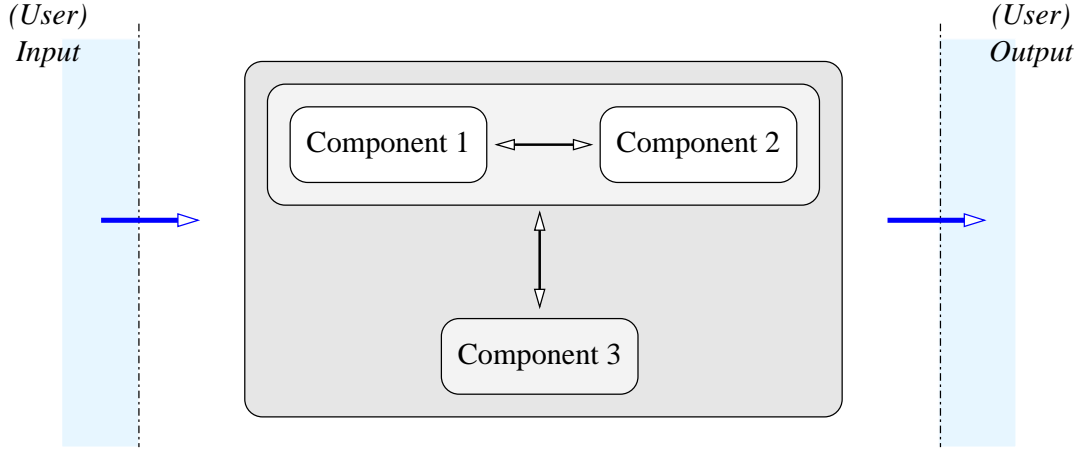 (User)
Input
(User)
Output
Component 1
Component 2
Component 3